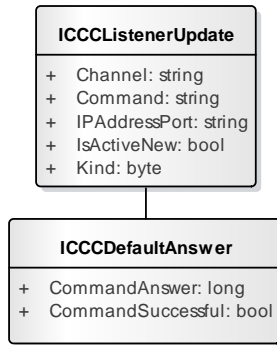 ICCCListenerUpdate
+ Channel: string
+ Command: string
+ IPAddressPort: string
+ IsActiveNew: bool
+ Kind: byte
ICCCDefaultAnswer
+ CommandAnswer: long
+ CommandSuccessful: bool